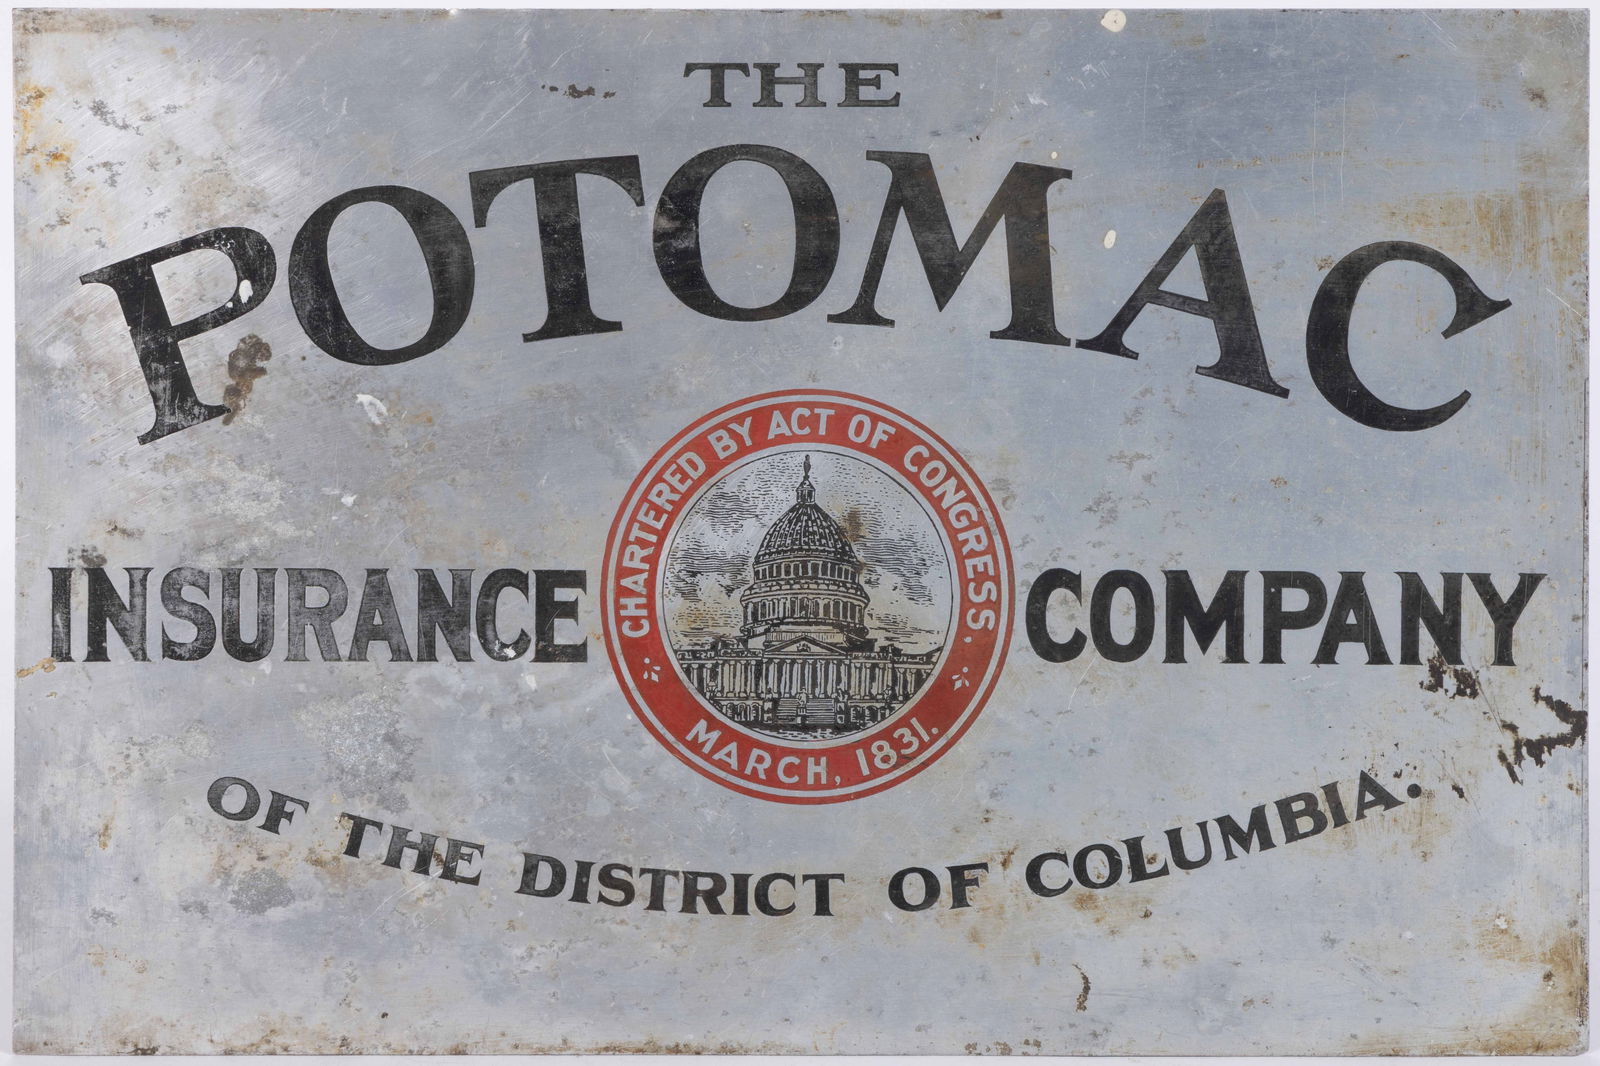 THE
POTOMAC
INSURANCE COMPANY
CHARTERED BY ACT OF CONGRESS.
MARCH, 1831.
OF THE DISTRICT OF COLUMBIA.